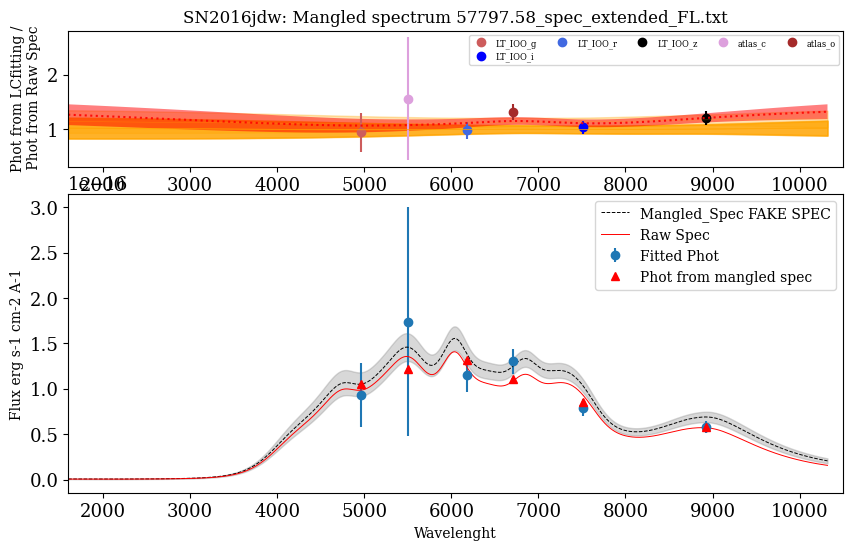 SN2016jdw: Mangled spectrum 57797.58_spec_extended_FL.txt
Phot from LCfitting /
Phot from Raw Spec
2
1
LT_IOO_g
LT_IOO_i
LT_IOO_r
LT_IOO_z
atlas_c
atlas_o
2000 3000 4000 5000 6000 7000 8000 9000 10000
1e−16
Flux erg s-1 cm-2 A-1
3.0
2.5
2.0
1.5
1.0
0.5
0.0
Mangled_Spec FAKE SPEC
Raw Spec
Fitted Phot
Phot from mangled spec
2000 3000 4000 5000 6000 7000 8000 9000 10000
Wavelenght